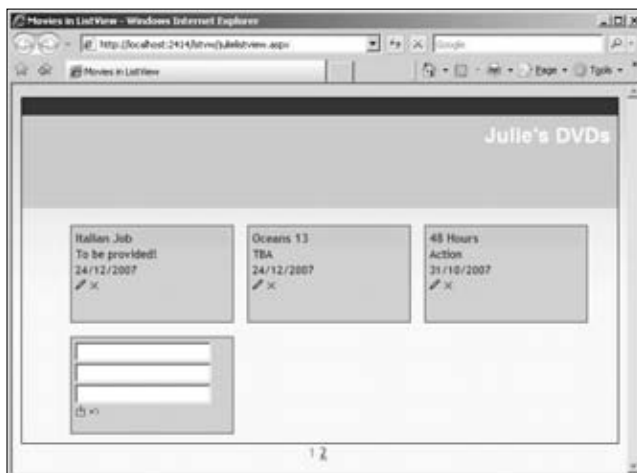 Movies in ListView - Windows Internet Explorer
http://localhost:2414/lstvw/julielistview.aspx
Google
Movies in ListView
Page
Tools
Julie's DVDs
Italian Job
To be provided!
24/12/2007
Oceans 13
TBA
24/12/2007
48 Hours
Action
31/10/2007
1 2